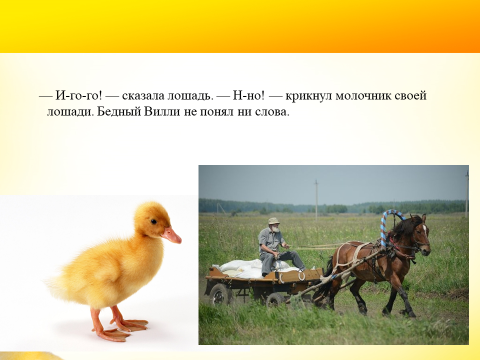 — И-го-го! — сказала лошадь. — Н-но! — крикнул молочник своей
лошади. Бедный Вилли не понял ни слова.